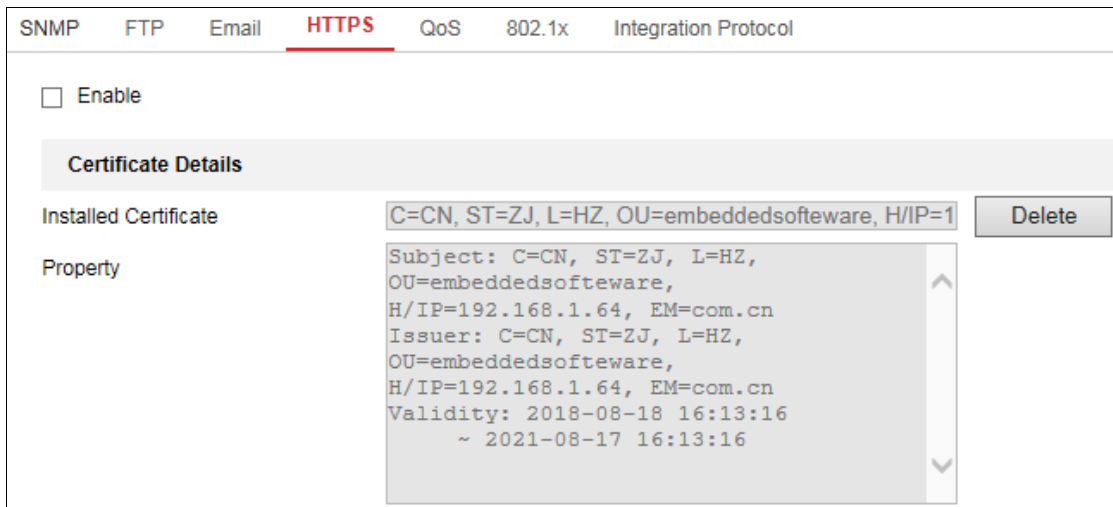 SNMP FTP Email HTTPS QoS 802.1x Integration Protocol
Enable
Certificate Details
Installed Certificate C=CN, ST=ZJ, L=HZ, OU=embeddedsofteware, H/IP=1 Delete
Property
Subject: C=CN, ST=ZJ, L=HZ,
OU=embeddedsofteware,
H/IP=192.168.1.64, EM=com.cn
Issuer: C=CN, ST=ZJ, L=HZ,
OU=embeddedsofteware,
H/IP=192.168.1.64, EM=com.cn
Validity: 2018-08-18 16:13:16
~ 2021-08-17 16:13:16